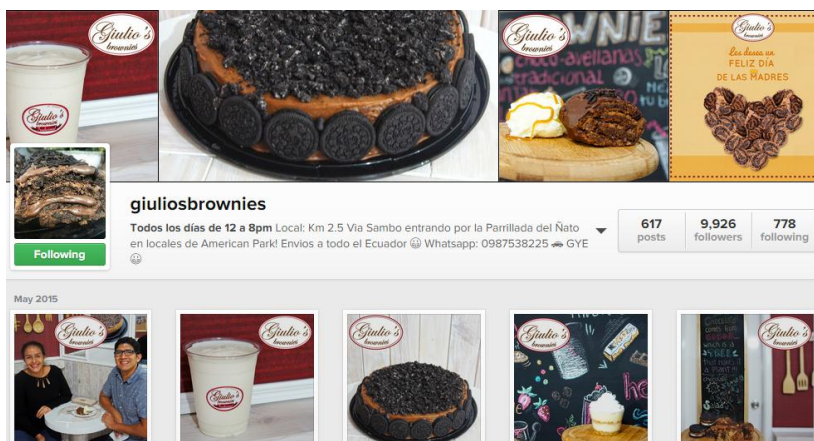 Giulio's
brownies
Giulio's
brownies
Giulio's
brownies
WNIE
choco-avellanas
tradicional
Giulio's
brownies
Les desea un
FELIZ DÍA
DE LAS MADRES
giuliosbrownies
Todos los días de 12 a 8pm Local: Km 2.5 Via Sambo entrando por la Parrillada del Ñato
en locales de American Park! Envios a todo el Ecuador 😀 Whatsapp: 0987538225 🚗 GYE
😀
617
posts
9,926
followers
778
following
Following
May 2015
Giulio's
brownies
Giulio's
brownies
Giulio's
Giulio's
brownies
Giulio's
brownies
Giulio's
brownies